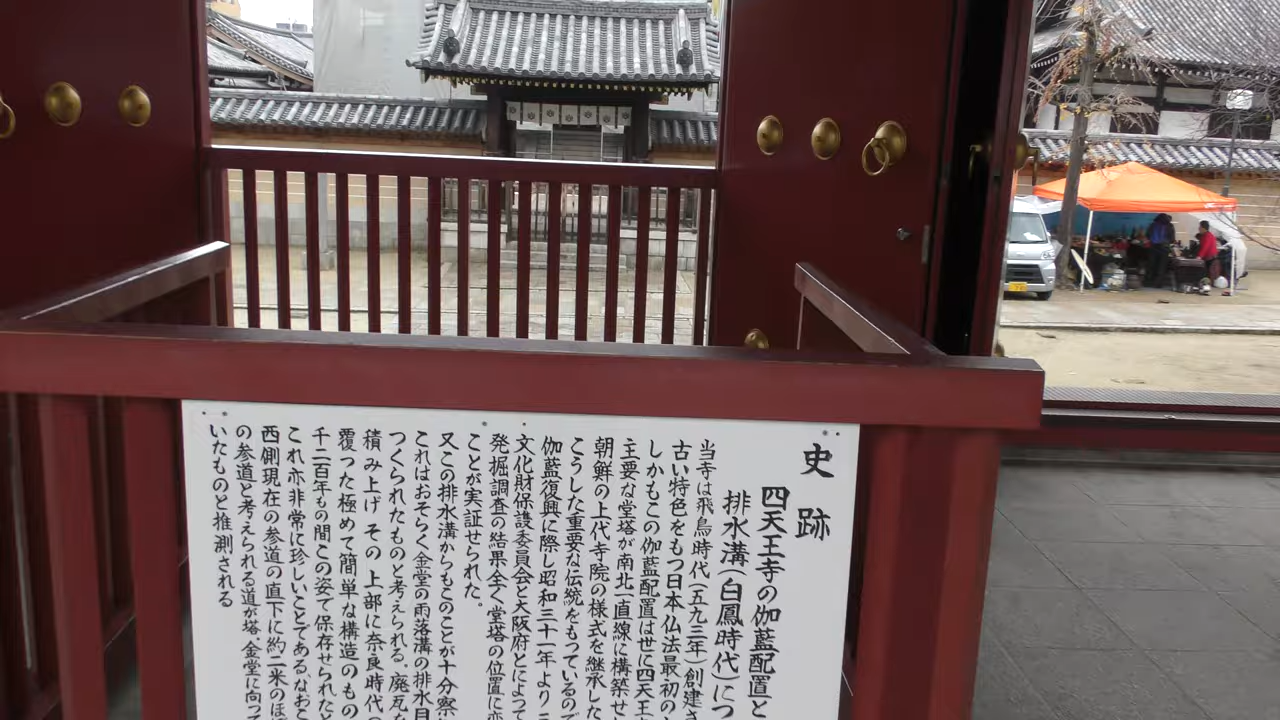 史跡
四天王寺の伽藍配置と
排水溝(白鳳時代)につ
当寺は飛鳥時代(五九三年)創建さ
古い特色をもつ日本仏法最初の
しかもこの伽藍配置は世に四天王
主要な堂塔が南北一直線に構築せ
朝鮮の上代寺院の様式を継承した
こうした重要な伝統をもっているので
伽藍復興に際し昭和三十一年より
文化財保護委員会と大阪府とによって
発掘調査の結果全く堂塔の位置に
ことが実証せられた。
又この排水溝からもこのことが十分察
これはおそらく金堂の雨落溝の排水
つくられたものと考えられる。廃瓦を
積み上げ その 上部に奈良時代の
覆つた極めて簡単な構造のもの
千二百年もの間この姿で保存せられた
これ亦非常に珍しいことであるなお
西側現在の参道の直下に約二米の
の参道と考えられる道が塔、金堂に向つ
いたものと推測される